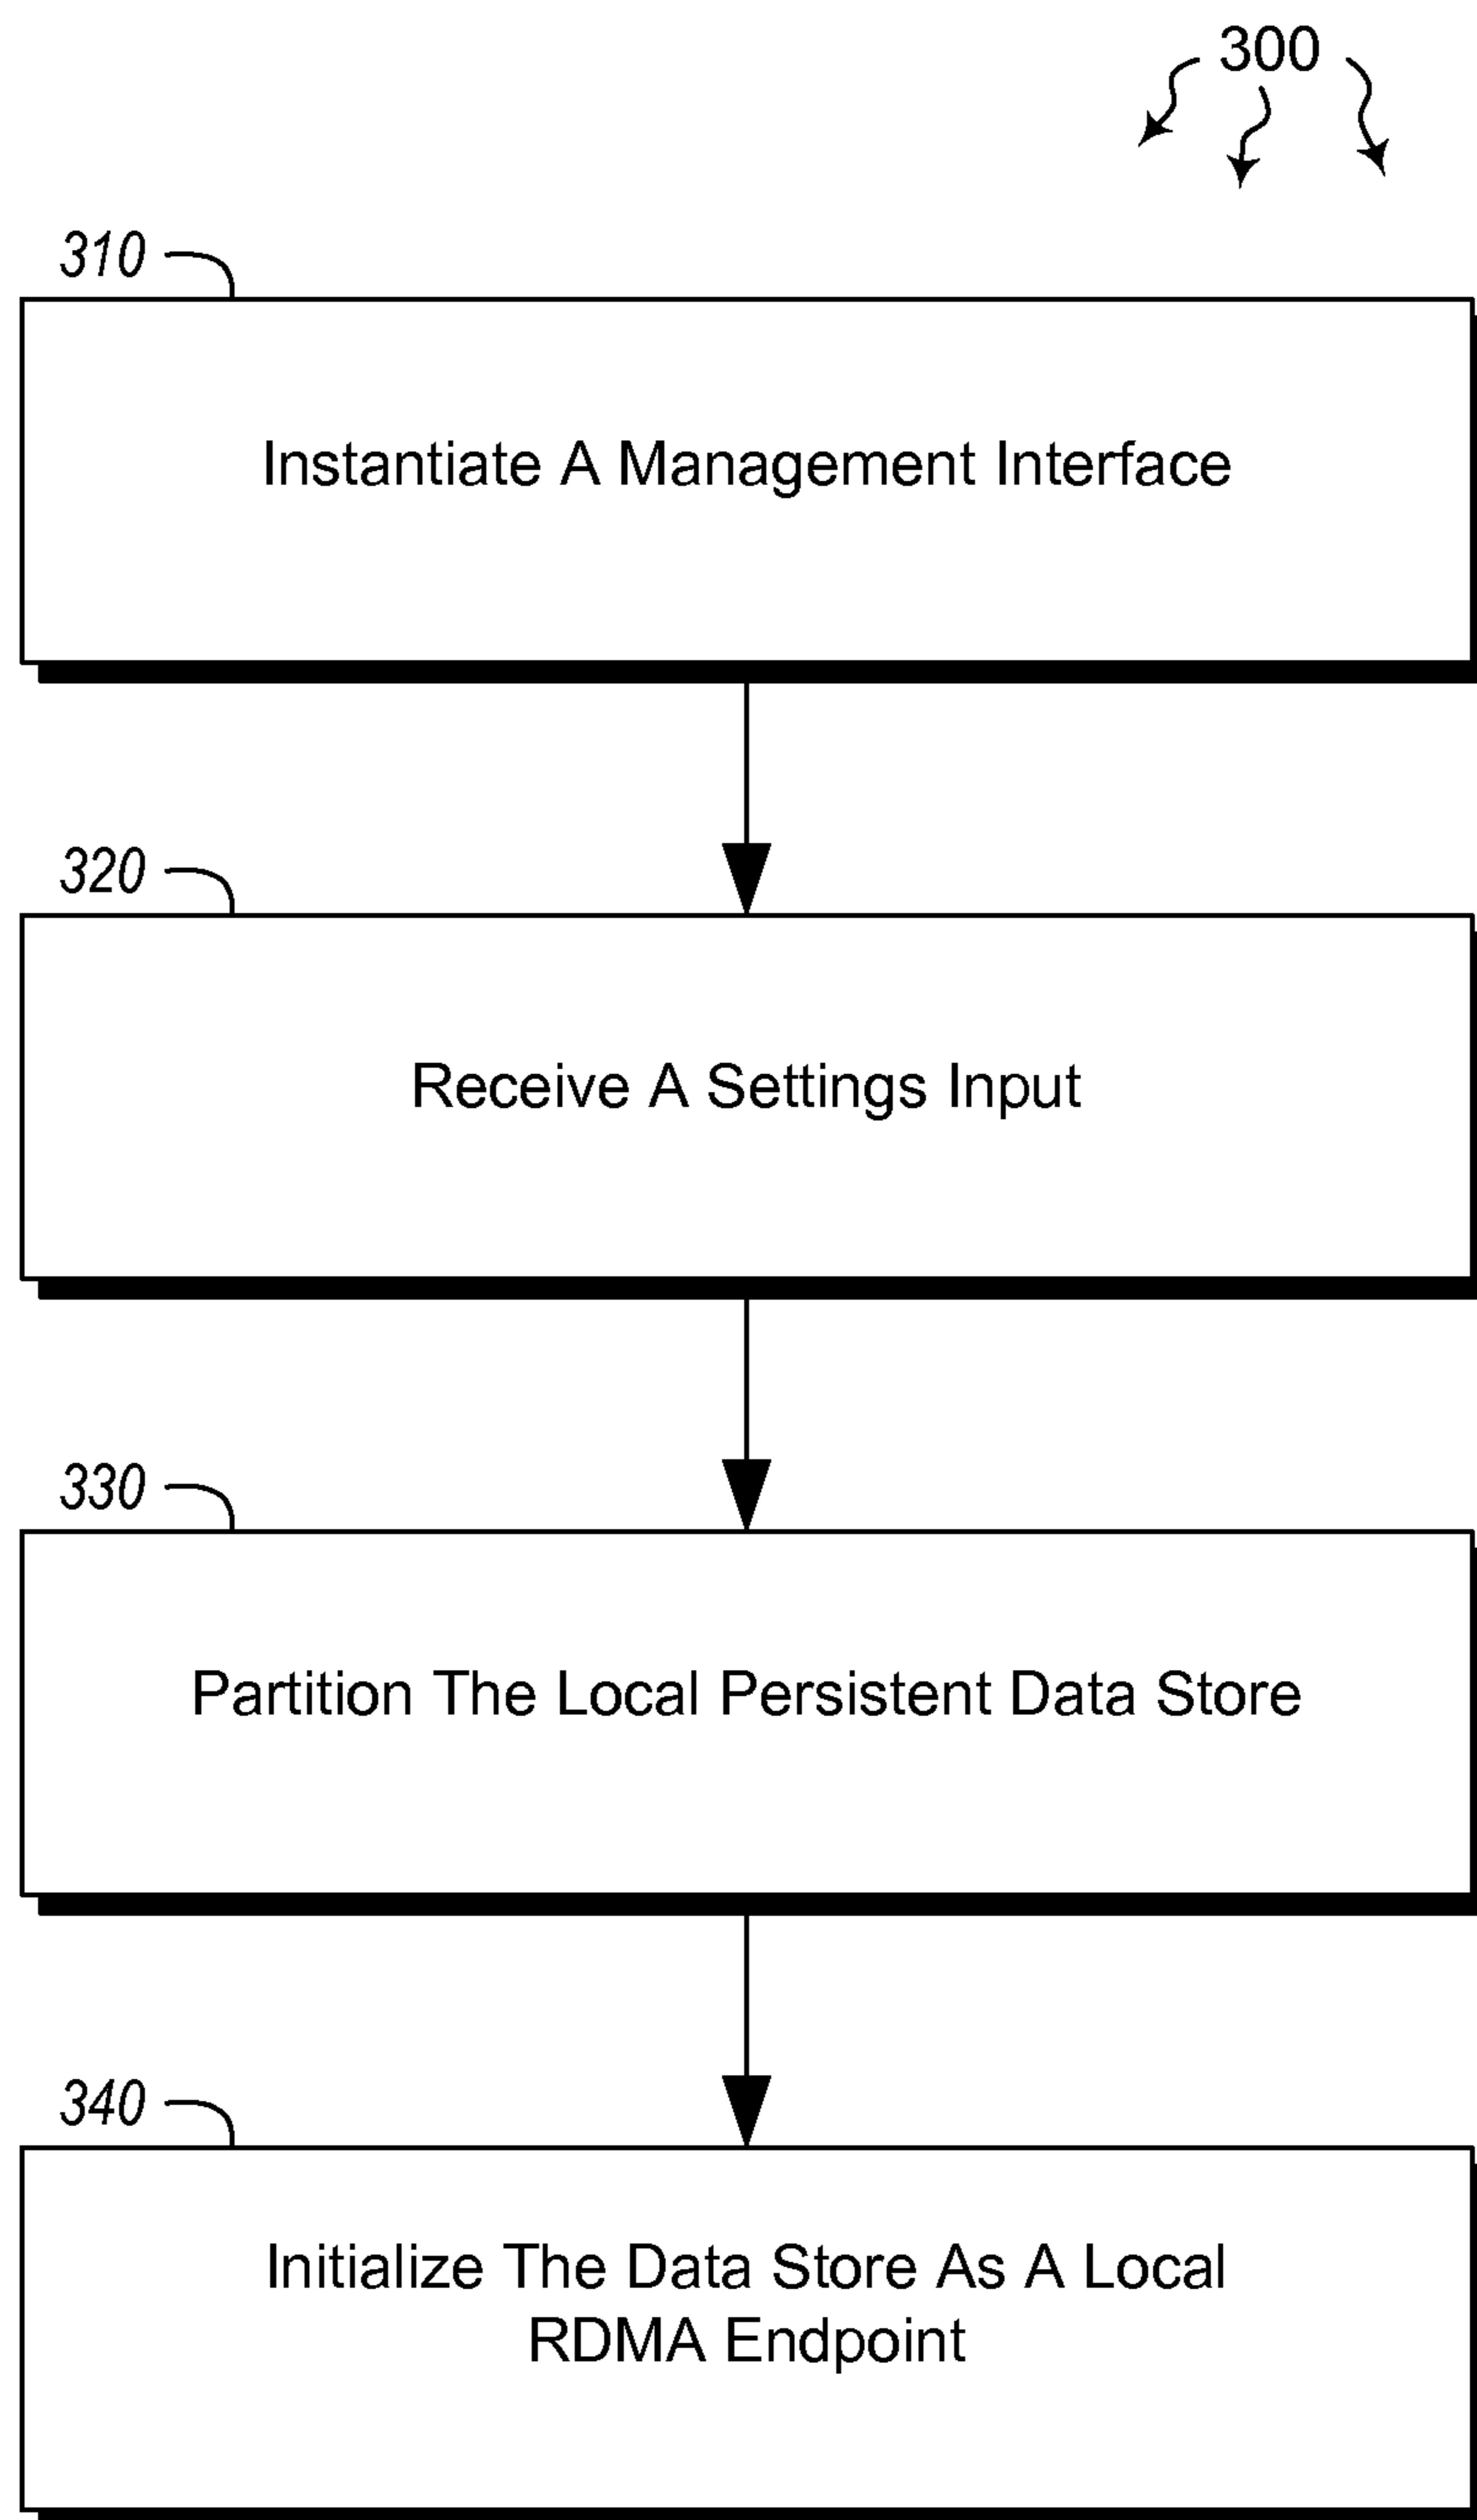 300
310
Instantiate A Management Interface
320
Receive A Settings Input
330
Partition The Local Persistent Data Store
340
Initialize The Data Store As A Local
RDMA Endpoint